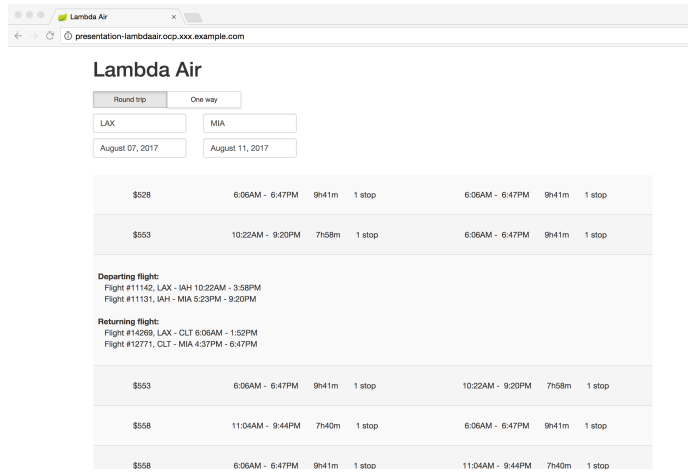 Lambda Air
presentation-lambdaair.ocp.xxx.example.com
Lambda Air
Round trip One way
LAX MIA
August 07, 2017 August 11, 2017
$528 6:06AM - 6:47PM 9h41m 1 stop 6:06AM - 6:47PM 9h41m 1 stop
$553 10:22AM - 9:20PM 7h58m 1 stop 6:06AM - 6:47PM 9h41m 1 stop
Departing flight:
Flight #11142, LAX - IAH 10:22AM - 3:58PM
Flight #11131, IAH - MIA 5:23PM - 9:20PM
Returning flight:
Flight #14269, LAX - CLT 6:06AM - 1:52PM
Flight #12771, CLT - MIA 4:37PM - 6:47PM
$553 6:06AM - 6:47PM 9h41m 1 stop 10:22AM - 9:20PM 7h58m 1 stop
$558 11:04AM - 9:44PM 7h40m 1 stop 6:06AM - 6:47PM 9h41m 1 stop
$558 6:06AM - 6:47PM 9h41m 1 stop 11:04AM - 9:44PM 7h40m 1 stop